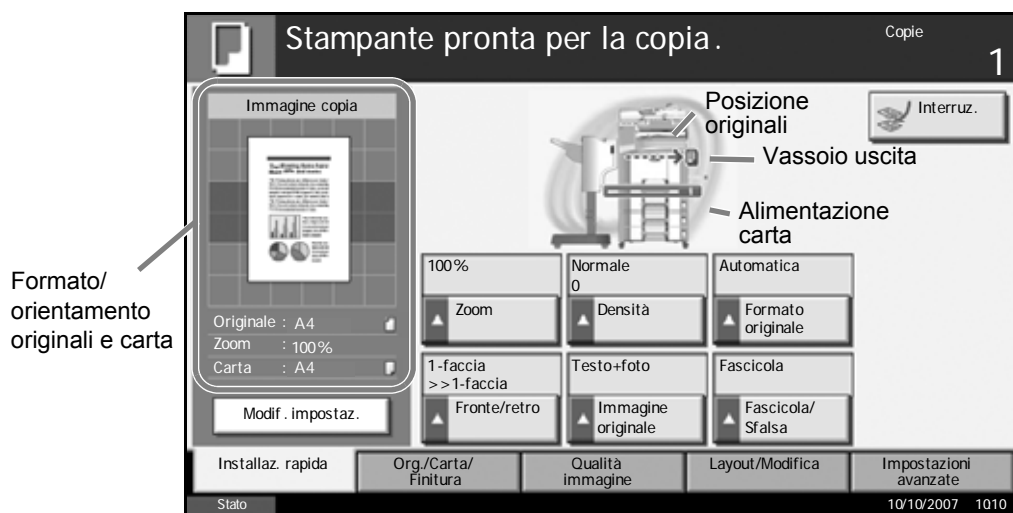 Stampante pronta per la copia.
Copie
1
Immagine copia
Posizione
originali
Interruz.
Vassoio uscita
Alimentazione
carta
Formato/
orientamento
originali e carta
Originale : A4
Zoom : 100%
Carta : A4
Modif. impostaz.
100%
Zoom
Normale
0
Densità
Automatica
Formato
originale
1-faccia
>>1-faccia
Fronte/retro
Testo+foto
Immagine
originale
Fascicola
Fascicola/
Sfalsa
Installaz. rapida
Org./Carta/
Finitura
Qualità
immagine
Layout/Modifica
Impostazioni
avanzate
Stato
10/10/2007 1010